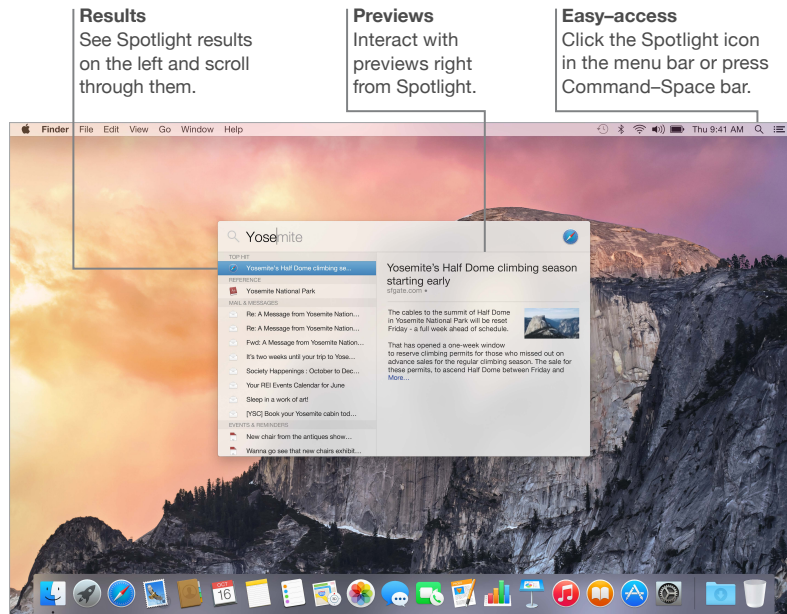 Results
See Spotlight results
on the left and scroll
through them.
Previews
Interact with
previews right
from Spotlight.
Easy–access
Click the Spotlight icon
in the menu bar or press
Command–Space bar.
Finder File Edit View Go Window Help
Thu 9:41 AM
Yosemite
TOP HIT
Yosemite's Half Dome climbing se...
REFERENCE
Yosemite National Park
MAIL & MESSAGES
Re: A Message from Yosemite Nation…
Re: A Message from Yosemite Nation…
Fwd: A Message from Yosemite Nation…
It's two weeks until your trip to Yose…
Society Happenings : October to Dec…
Your REI Events Calendar for June
Sleep in a work of art!
[YSC] Book your Yosemite cabin tod…
EVENTS & REMINDERS
New chair from the antiques show…
Wanna go see that new chairs exhibit…
Yosemite's Half Dome climbing season
starting early
sfgate.com •
The cables to the summit of Half Dome
in Yosemite National Park will be reset
Friday - a full week ahead of schedule.
That has opened a one-week window
to reserve climbing permits for those who missed out on
advance sales for the regular climbing season. The sale for
these permits, to ascend Half Dome between Friday and
More…
OCT
16